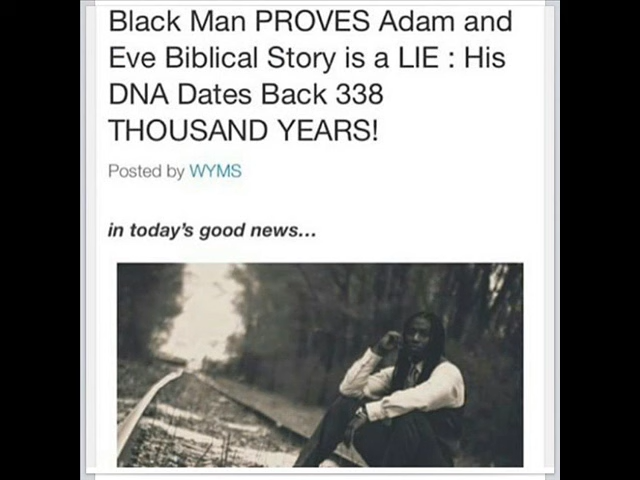 Black Man PROVES Adam and
Eve Biblical Story is a LIE : His
DNA Dates Back 338
THOUSAND YEARS!
Posted by WYMS
in today's good news...